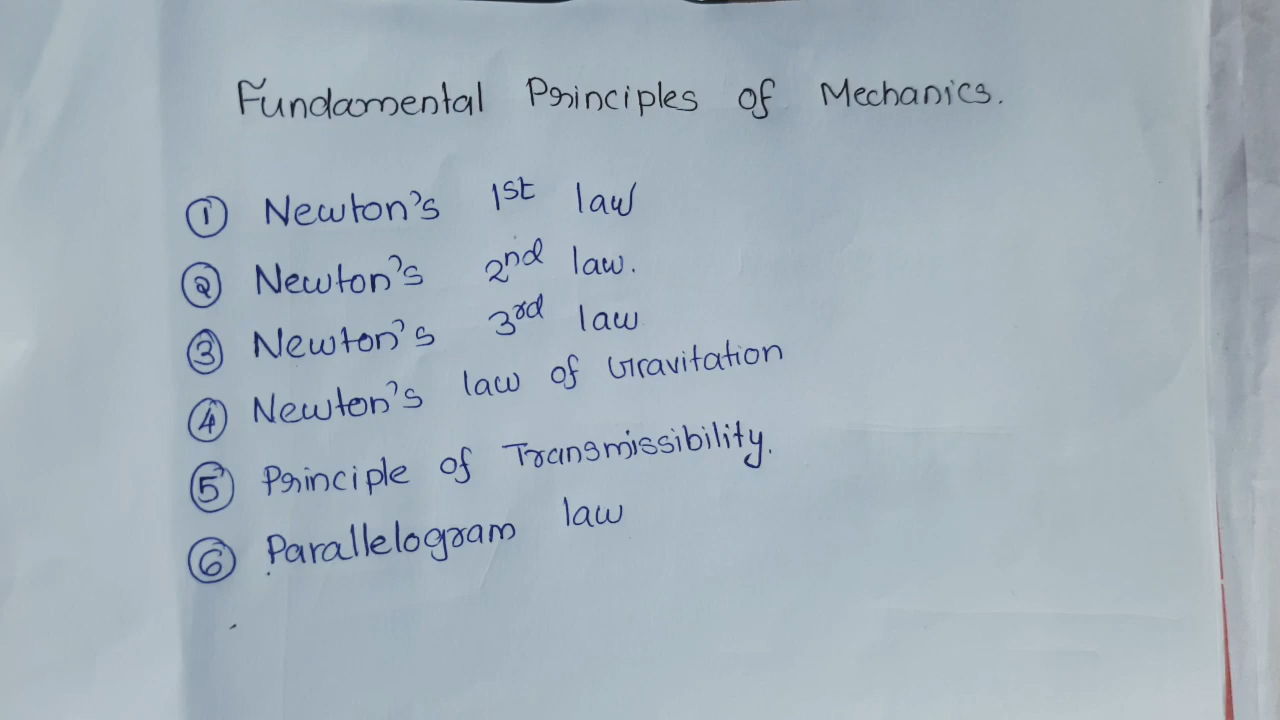 Fundamental Principles of Mechanics.
① Newton's 1st law
② Newton's 2nd law.
③ Newton's 3rd law
④ Newton's law of Gravitation
⑤ Principle of Transmissibility.
⑥ Parallelogram law